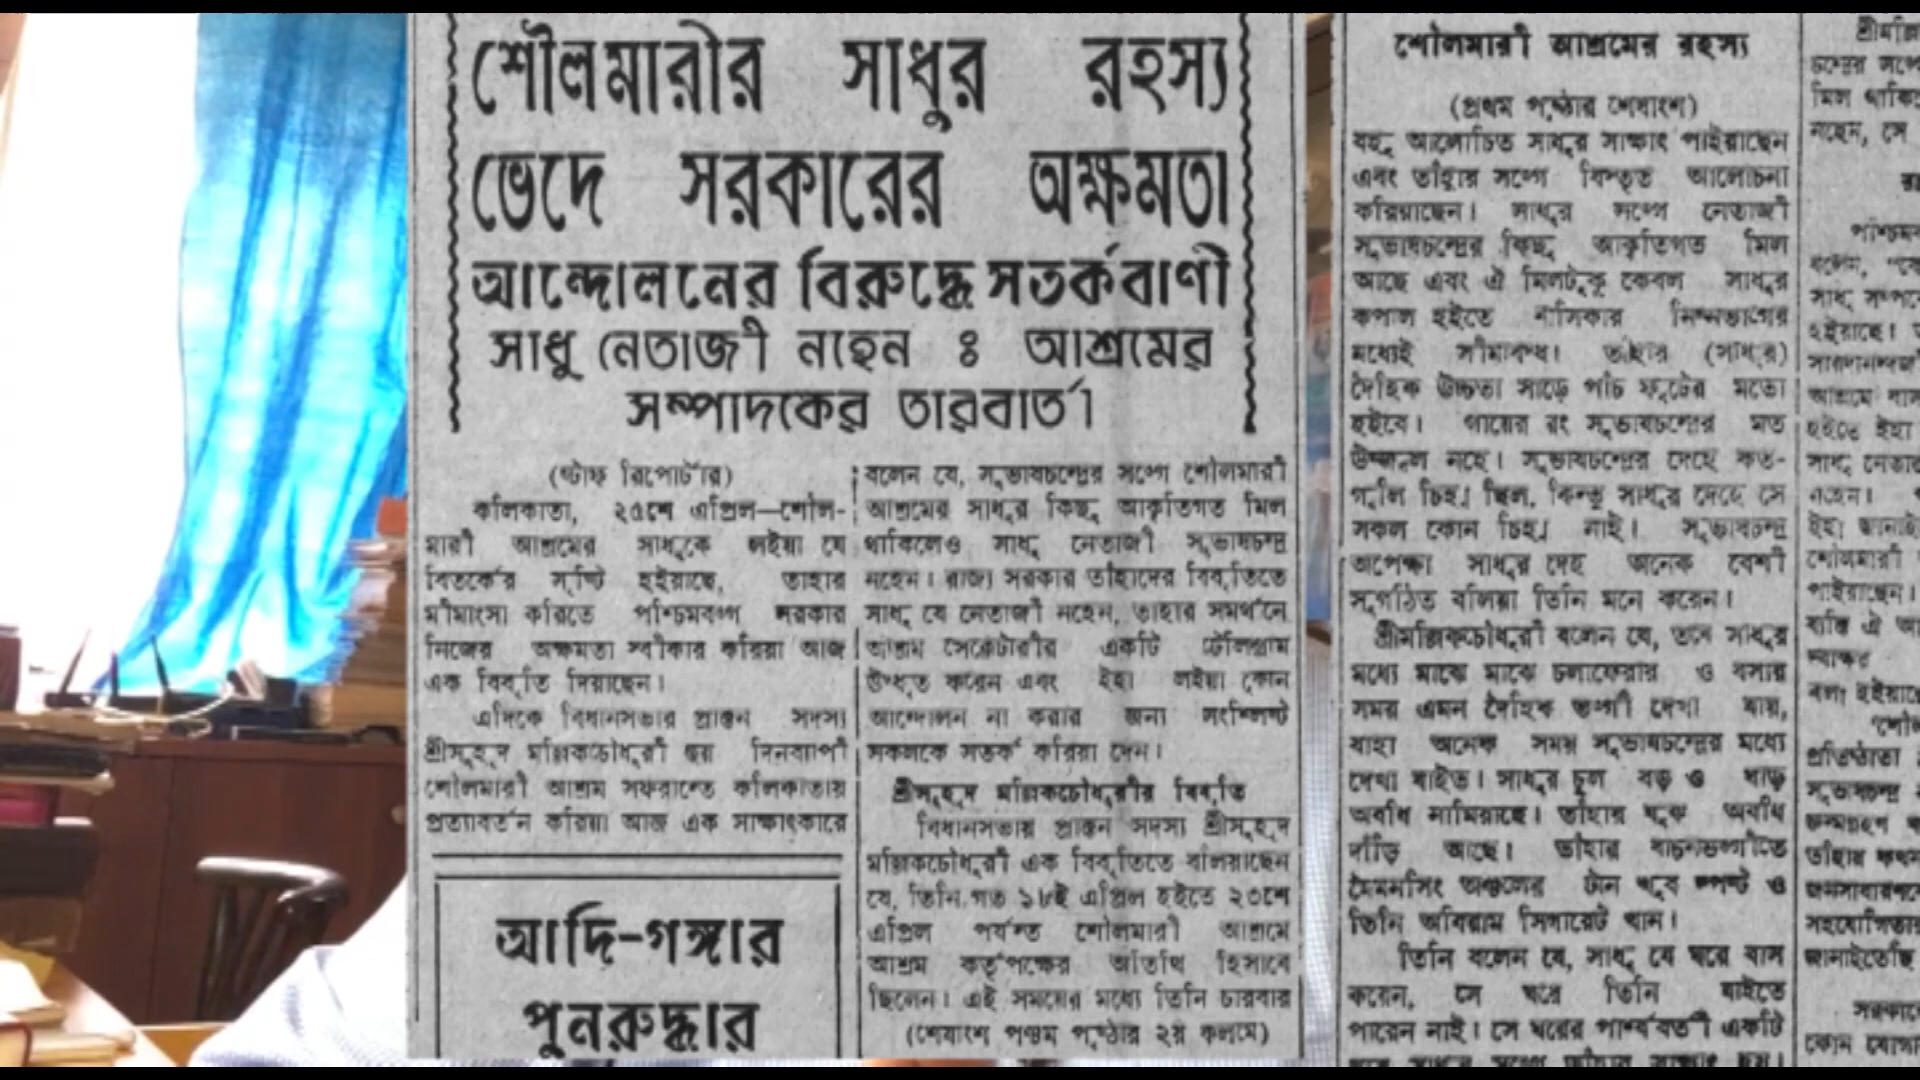 শৌলমারীর সাধুর রহস্য
ভেদে সরকারের অক্ষমতা
আন্দোলনের বিরুদ্ধে সতর্কবাণী
সাধু নেতাজী নহেন ঃ আশ্রমের
সম্পাদকের তারবার্তা
(স্টাফ রিপোর্টার)
কলিকাতা, ২৫শে এপ্রিল—শৌল-
মারী আশ্রমের সাধুকে লইয়া যে
বিতর্কের সৃষ্টি হইয়াছে, তাহার
মীমাংসা করিতে পশ্চিমবঙ্গ সরকার
নিজের অক্ষমতা স্বীকার করিয়া আজ
এক বিবৃতি দিয়াছেন।
এদিকে বিধানসভার প্রাক্তন সদস্য
শ্রীসুহৃদ মল্লিকচৌধুরী ছয় দিনব্যাপী
শৌলমারী আশ্রম সফরান্তে কলিকাতায়
প্রত্যাবর্তন করিয়া আজ এক সাক্ষাৎকারে
আদি-গঙ্গার
পুনরুদ্ধার
বলেন যে, সুভাষচন্দ্রের সঙ্গে শৌলমারী
আশ্রমের সাধুর কিছু আকৃতিগত মিল
থাকিলেও সাধু নেতাজী সুভাষচন্দ্র
নহেন। রাজ্য সরকার তাঁহাদের বিবৃতিতে
সাধু যে নেতাজী নহেন, তাহার সমর্থনে
আশ্রম সেক্রেটারীর একটি টেলিগ্রাম
উদ্ধৃত করেন এবং ইহা লইয়া কোন
আন্দোলন না করার জন্য সংশ্লিষ্ট
সকলকে সতর্ক করিয়া দেন।
শ্রীসুহৃদ মল্লিকচৌধুরীর বিবৃতি
বিধানসভার প্রাক্তন সদস্য শ্রীসুহৃদ
মল্লিকচৌধুরী এক বিবৃতিতে বলিয়াছেন
যে, তিনি গত ১৮ই এপ্রিল হইতে ২৩শে
এপ্রিল পর্যন্ত শৌলমারী আশ্রমে
আশ্রম কর্তৃপক্ষের অতিথি হিসাবে
ছিলেন। এই সময়ের মধ্যে তিনি চারবার
(শেষাংশ পঞ্চম পৃষ্ঠার ২য় কলমে)
শৌলমারী আশ্রমের রহস্য
(প্রথম পৃষ্ঠার শেষাংশ)
বহু আলোচিত সাধুর সাক্ষাৎ পাইয়াছেন
এবং তাঁহার সঙ্গে বিস্তৃত আলোচনা
করিয়াছেন। সাধুর সঙ্গে নেতাজী
সুভাষচন্দ্রের কিছু আকৃতিগত মিল
আছে এবং ঐ মিলটুকু কেবল সাধুর
কপাল হইতে নাসিকার নিম্নভাগের
মধ্যেই সীমাবদ্ধ। তাঁহার (সাধুর)
দৈহিক উচ্চতা সাড়ে পাঁচ ফুটের মতো
হইবে। গায়ের রং সুভাষচন্দ্রের মত
উজ্জ্বল নহে। সুভাষচন্দ্রের দেহে কত-
গুলি চিহ্ন ছিল, কিন্তু সাধুর দেহে সে
সকল কোন চিহ্ন নাই। সুভাষচন্দ্র
অপেক্ষা সাধুর দেহ অনেক বেশী
সুগঠিত বলিয়া তিনি মনে করেন।
শ্রীমল্লিকচৌধুরী বলেন যে, তবে সাধুর
মধ্যে মাঝে মাঝে চলাফেরার ও বসার
সময় এমন দৈহিক ভঙ্গী দেখা যায়,
যাহা অনেক সময় সুভাষচন্দ্রের মধ্যে
দেখা যাইত। সাধুর চুল বড় ও ঘাড়
অবধি নামিয়াছে। তাঁহার বুক অবধি
দাড়ি আছে। তাঁহার বাচনভঙ্গীতে
মৈমনসিং অঞ্চলের টান খুব স্পষ্ট ও
তিনি অবিরাম সিগারেট খান।
তিনি বলেন যে, সাধু যে ঘরে বাস
করেন, সে ঘরে তিনি যাইতে
পারেন নাই। সে ঘরের পার্শ্ববর্তী একটি